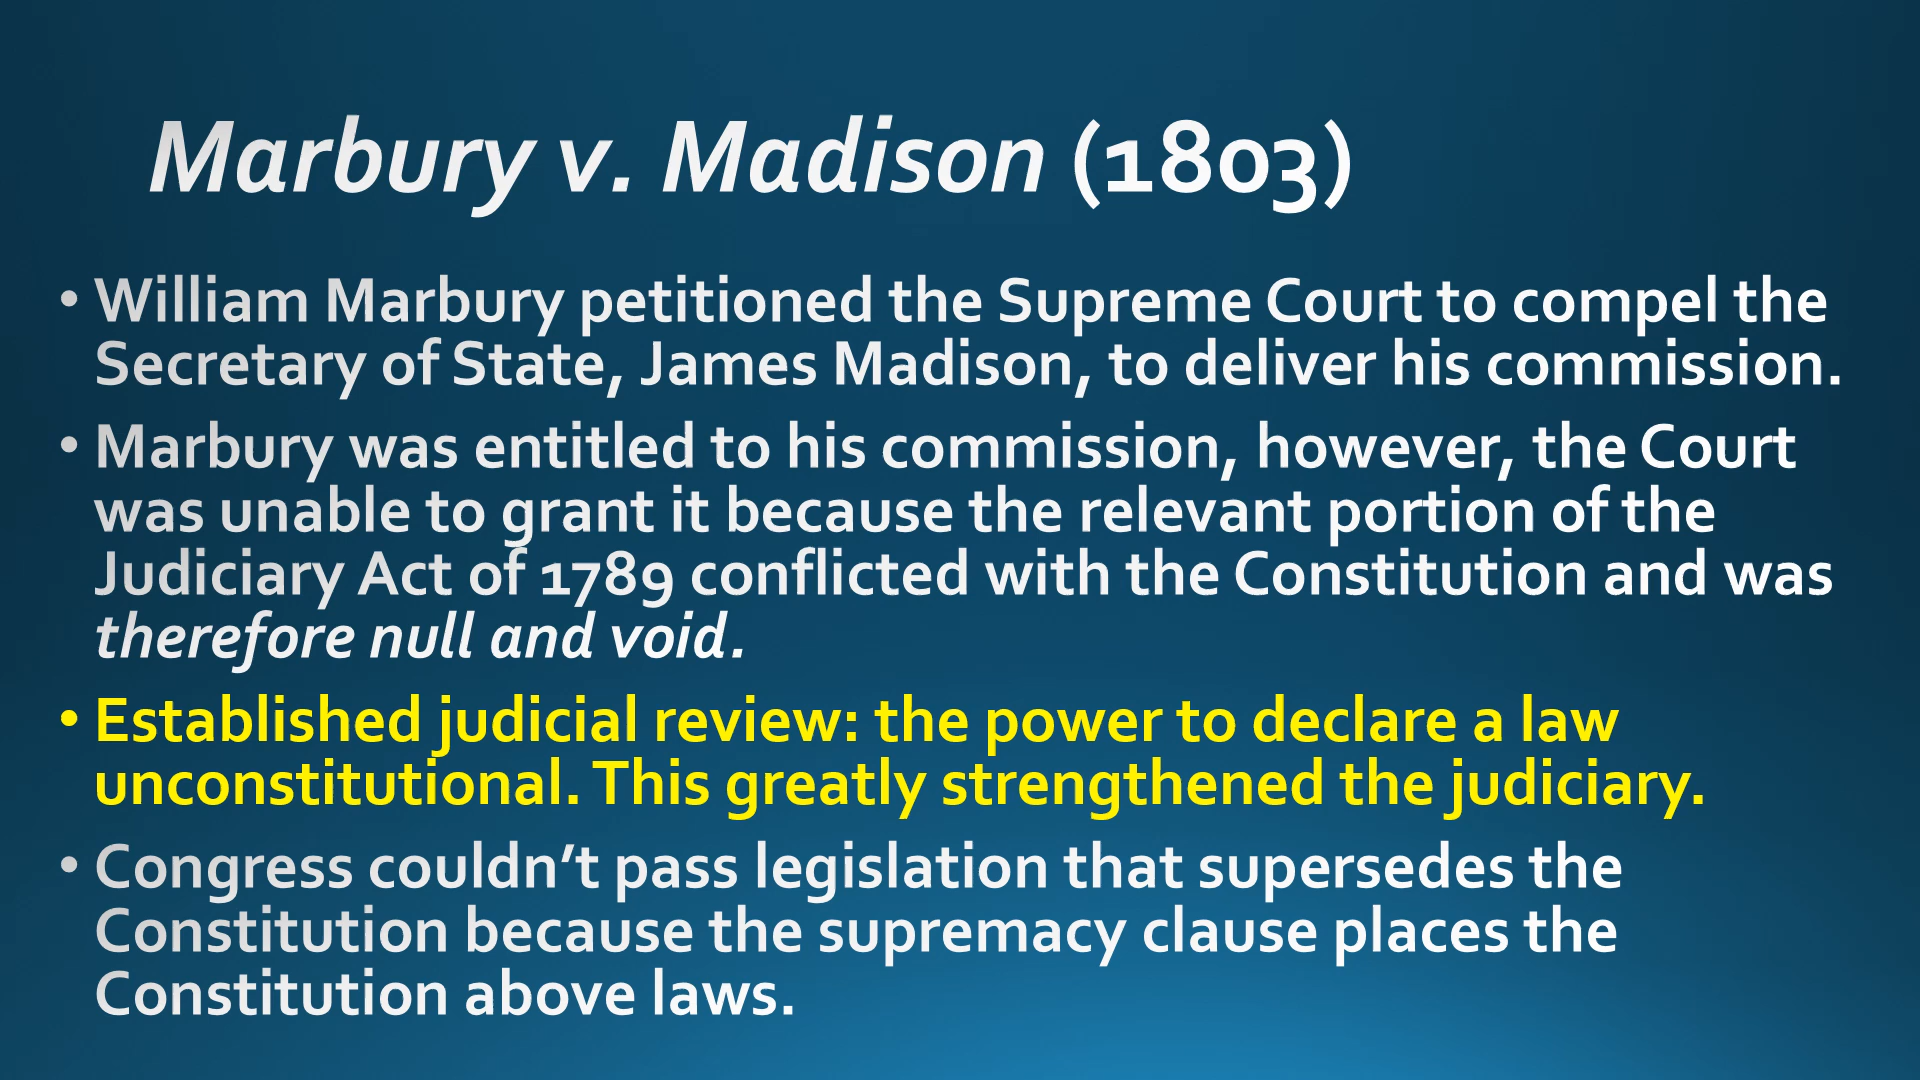 Marbury v. Madison (1803)
• William Marbury petitioned the Supreme Court to compel the
Secretary of State, James Madison, to deliver his commission.
• Marbury was entitled to his commission, however, the Court
was unable to grant it because the relevant portion of the
Judiciary Act of 1789 conflicted with the Constitution and was
therefore null and void.
• Established judicial review: the power to declare a law
unconstitutional. This greatly strengthened the judiciary.
• Congress couldn’t pass legislation that supersedes the
Constitution because the supremacy clause places the
Constitution above laws.